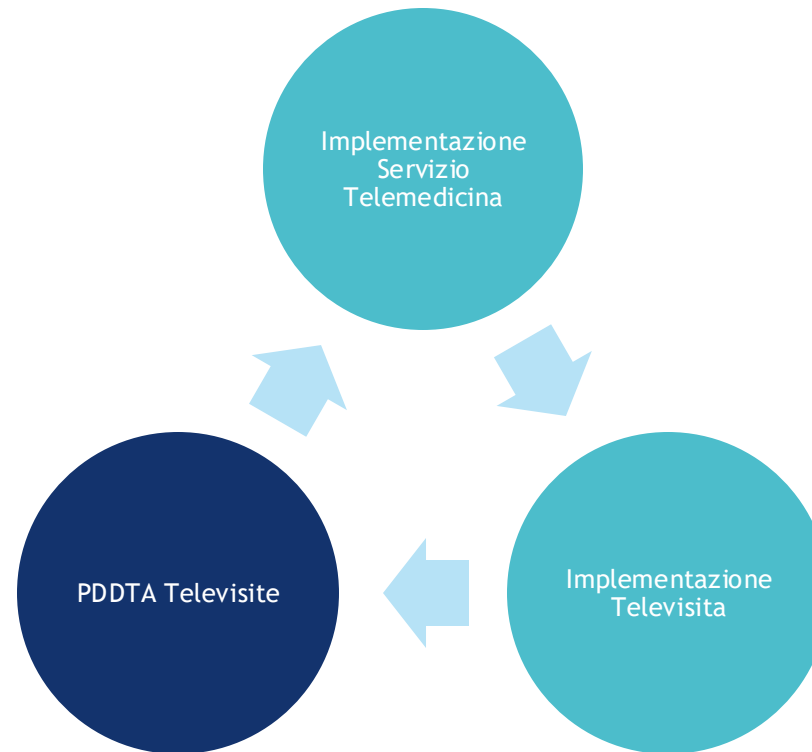 Implementazione
Servizio
Telemedicina
PDDTA Televisite
Implementazione
Televisita